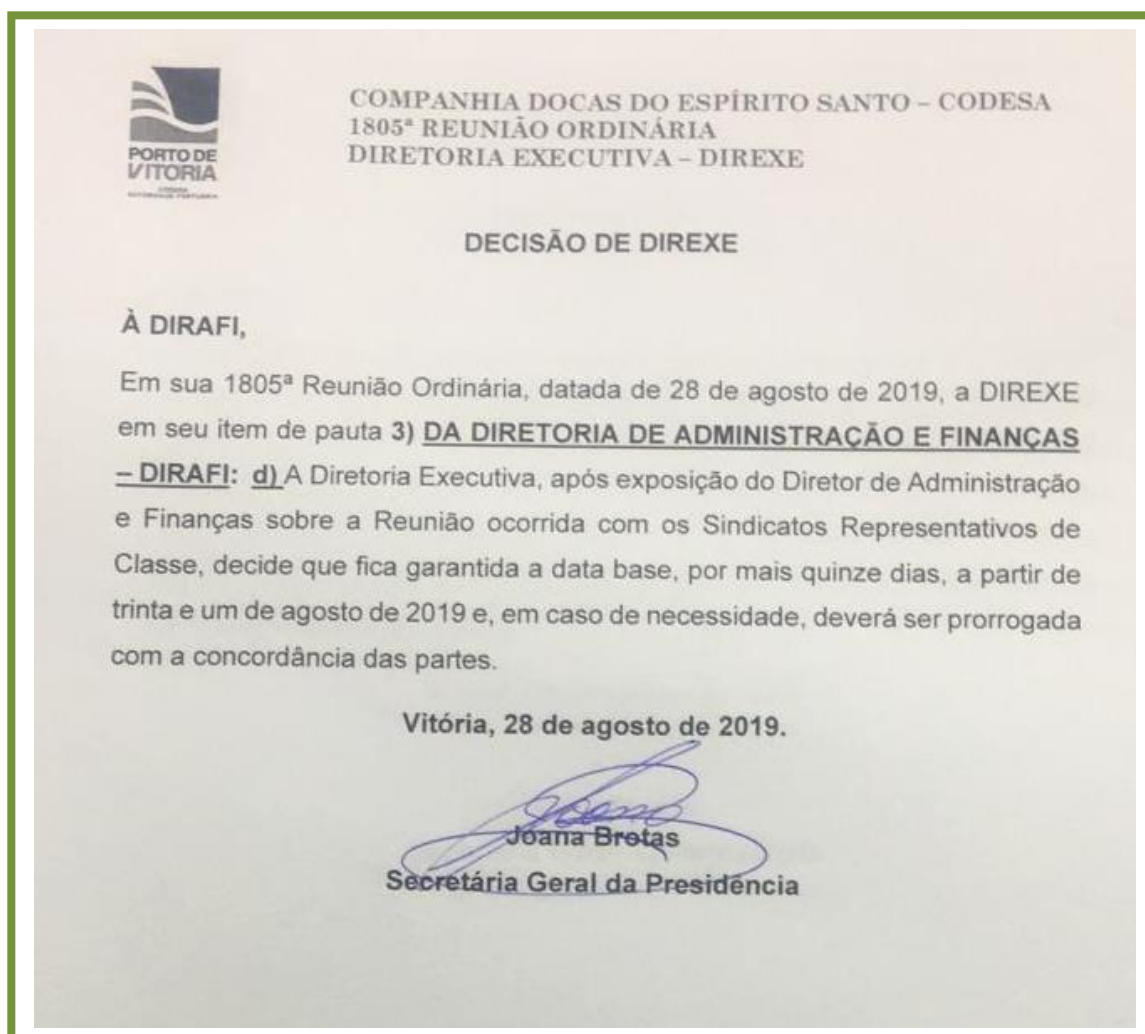 PORTO DE
VITORIA
COMPANHIA DOCAS DO ESPÍRITO SANTO – CODESA
1805ª REUNIÃO ORDINÁRIA
DIRETORIA EXECUTIVA – DIREXE
DECISÃO DE DIREXE
À DIRAFI,
Em sua 1805ª Reunião Ordinária, datada de 28 de agosto de 2019, a DIREXE
em seu item de pauta 3) DA DIRETORIA DE ADMINISTRAÇÃO E FINANÇAS
– DIRAFI: d) A Diretoria Executiva, após exposição do Diretor de Administração
e Finanças sobre a Reunião ocorrida com os Sindicatos Representativos de
Classe, decide que fica garantida a data base, por mais quinze dias, a partir de
trinta e um de agosto de 2019 e, em caso de necessidade, deverá ser prorrogada
com a concordância das partes.
Vitória, 28 de agosto de 2019.
Joana
Joana Brotas
Secretária Geral da Presidência